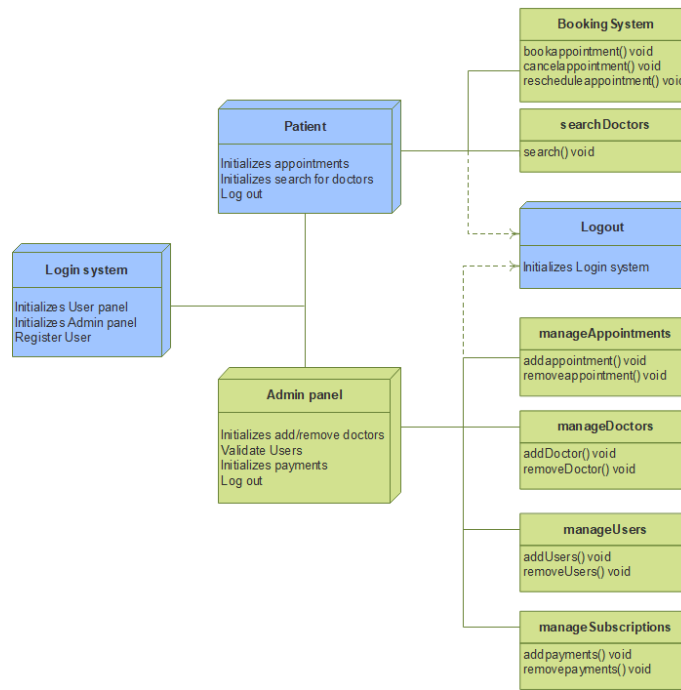 Booking System
bookappointment() void
cancelappointment() void
rescheduleappointment() void
searchDoctors
search() void
Patient
Initializes appointments
Initializes search for doctors
Log out
Logout
Initializes Login system
Login system
Initializes User panel
Initializes Admin panel
Register User
manageAppointments
addappointment() void
removeappointment() void
Admin panel
Initializes add/remove doctors
Validate Users
Initializes payments
Log out
manageDoctors
addDoctor() void
removeDoctor() void
manageUsers
addUsers() void
removeUsers() void
manageSubscriptions
addpayments() void
removepayments() void